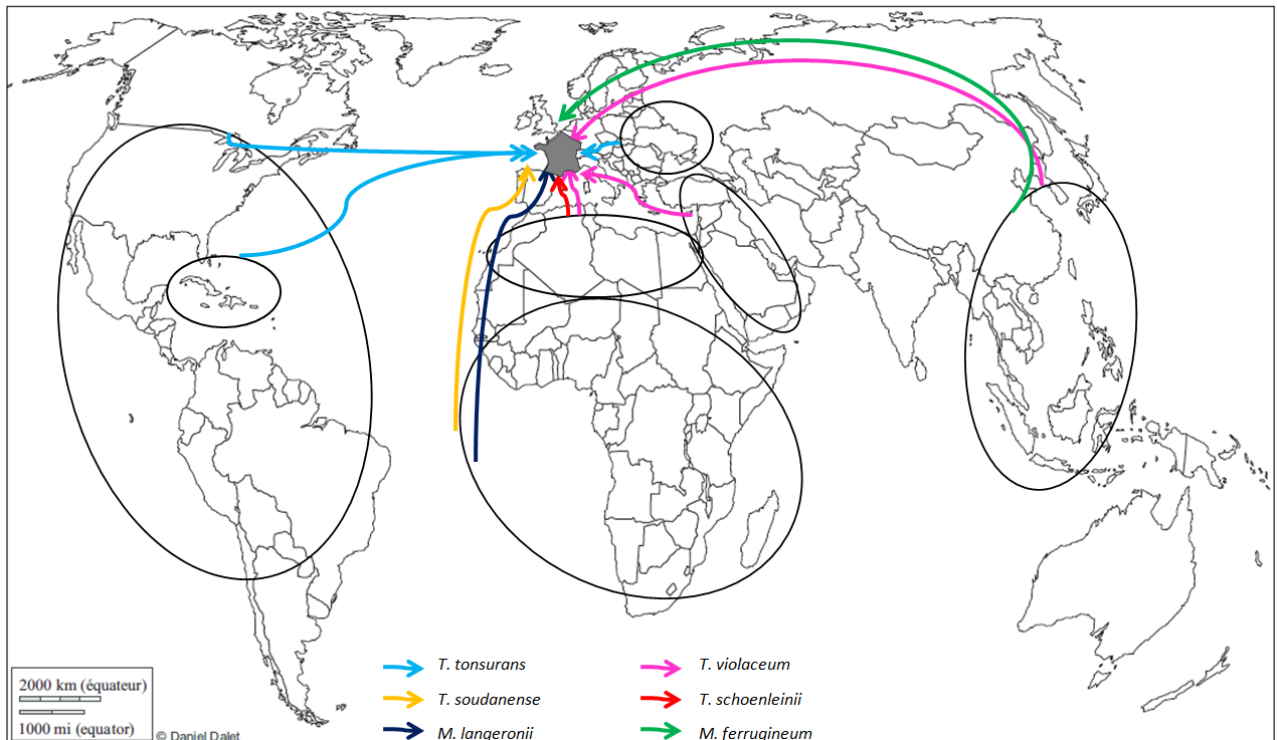 T. tonsurans
T. violaceum
T. soudanense
T. schoenleinii
M. langeronii
M. ferrugineum
2000 km (équateur)
1000 mi (equator)
© Daniel Dalet